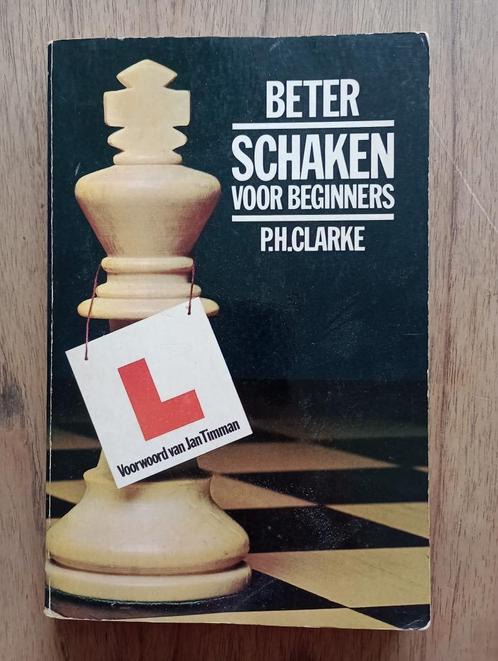 BETER
SCHAKEN
VOOR BEGINNERS
P.H.CLARKE
L
Voorwoord van Jan Timman